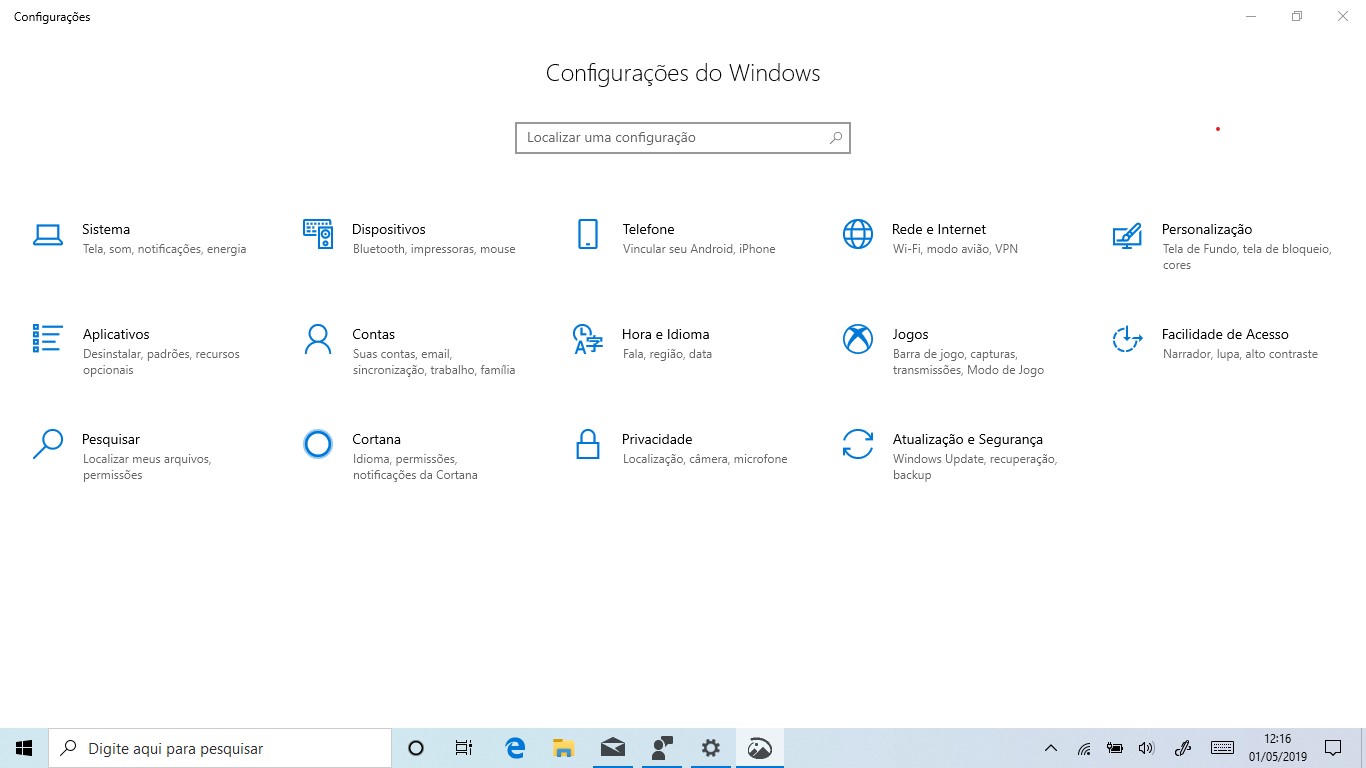 Configurações
Configurações do Windows
Localizar uma configuração
Sistema
Tela, som, notificações, energia
Dispositivos
Bluetooth, impressoras, mouse
Telefone
Vincular seu Android, iPhone
Rede e Internet
Wi-Fi, modo avião, VPN
Personalização
Tela de Fundo, tela de bloqueio,
cores
Aplicativos
Desinstalar, padrões, recursos
opcionais
Contas
Suas contas, email,
sincronização, trabalho, família
Hora e Idioma
Fala, região, data
Jogos
Barra de jogo, capturas,
transmissões, Modo de Jogo
Facilidade de Acesso
Narrador, lupa, alto contraste
Pesquisar
Localizar meus arquivos,
permissões
Cortana
Idioma, permissões,
notificações da Cortana
Privacidade
Localização, câmera, microfone
Atualização e Segurança
Windows Update, recuperação,
backup
Digite aqui para pesquisar
12:16
01/05/2019